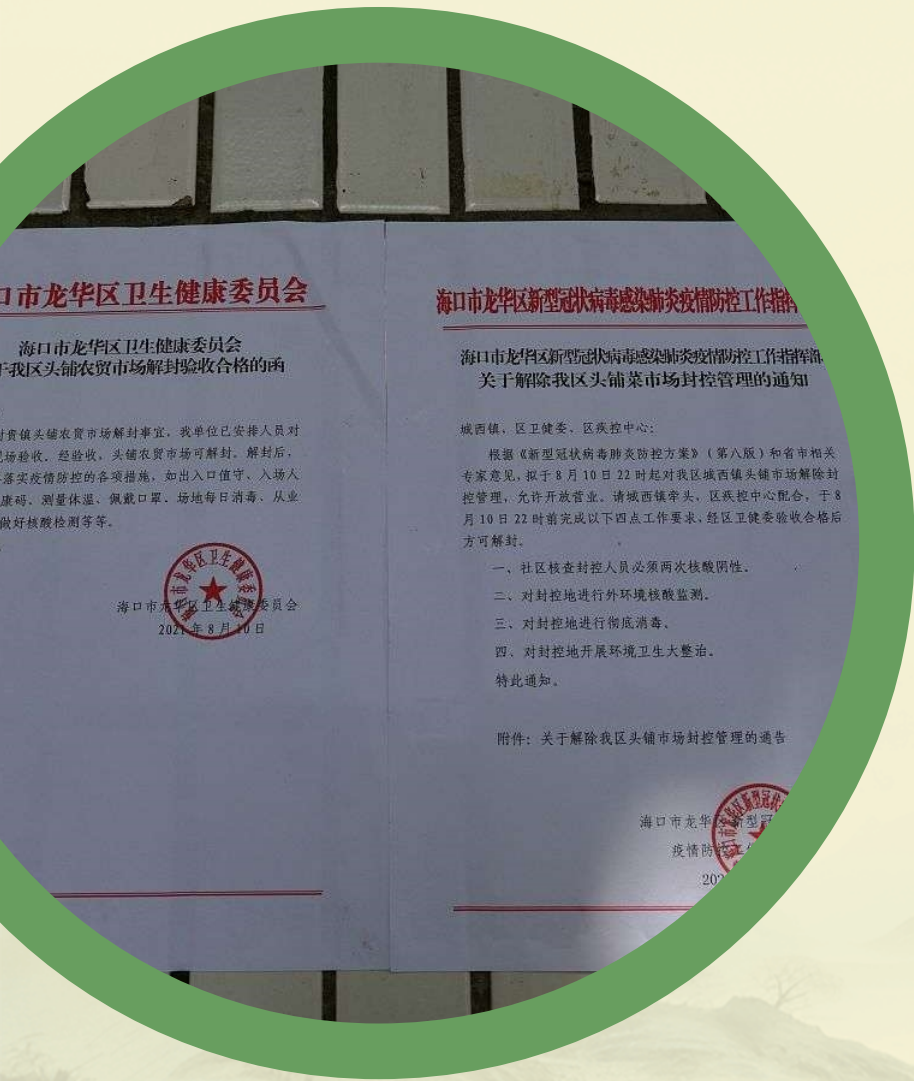 口市龙华区卫生健康委员会
海口市龙华区卫生健康委员会
我区头铺农贸市场解封验收合格的函
贵镇头铺农贸市场解封事宜，我单位已安排人员对
现场验收。经验收，头铺农贸市场可解封。解封后，
落实疫情防控的各项措施，如出入口值守、入场人
康码、测量体温、佩戴口罩、场地每日消毒、从业
做好核酸检测等等。
海口市龙华区卫生健康委员会
2021年8月10日
海口市龙华区新型冠状病毒感染肺炎疫情防控工作指挥
海口市龙华区新型冠状病毒感染肺炎疫情防控工作指挥部
关于解除我区头铺菜市场封控管理的通知
城西镇、区卫健委、区疾控中心：
根据《新型冠状病毒肺炎防控方案》（第八版）和省市相关
专家意见，拟于8月10日22时起对我区城西镇头铺市场解除封
控管理，允许开放营业。请城西镇牵头，区疾控中心配合，于8
月10日22时前完成以下四点工作要求，经区卫健委验收合格后
方可解封。
一、社区核查封控人员必须两次核酸阴性。
二、对封控地进行外环境核酸监测。
三、对封控地进行彻底消毒。
四、对封控地开展环境卫生大整治。
特此通知。
附件：关于解除我区头铺市场封控管理的通告
海口市龙华区新型冠
疫情防控工作
202